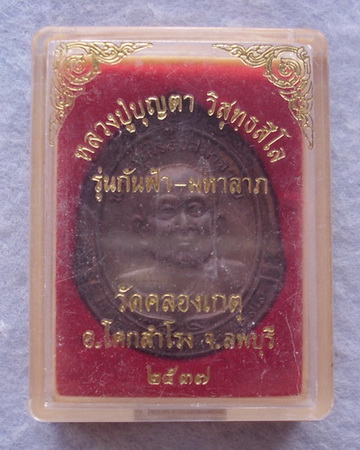 หลวงปู่บุญตา วิสุทธสีโล
รุ่นกันฟ้า-มหาลาภ
วัดคลองเกตุ
อ.โคกสำโรง จ.ลพบุรี
๒๕๓๗